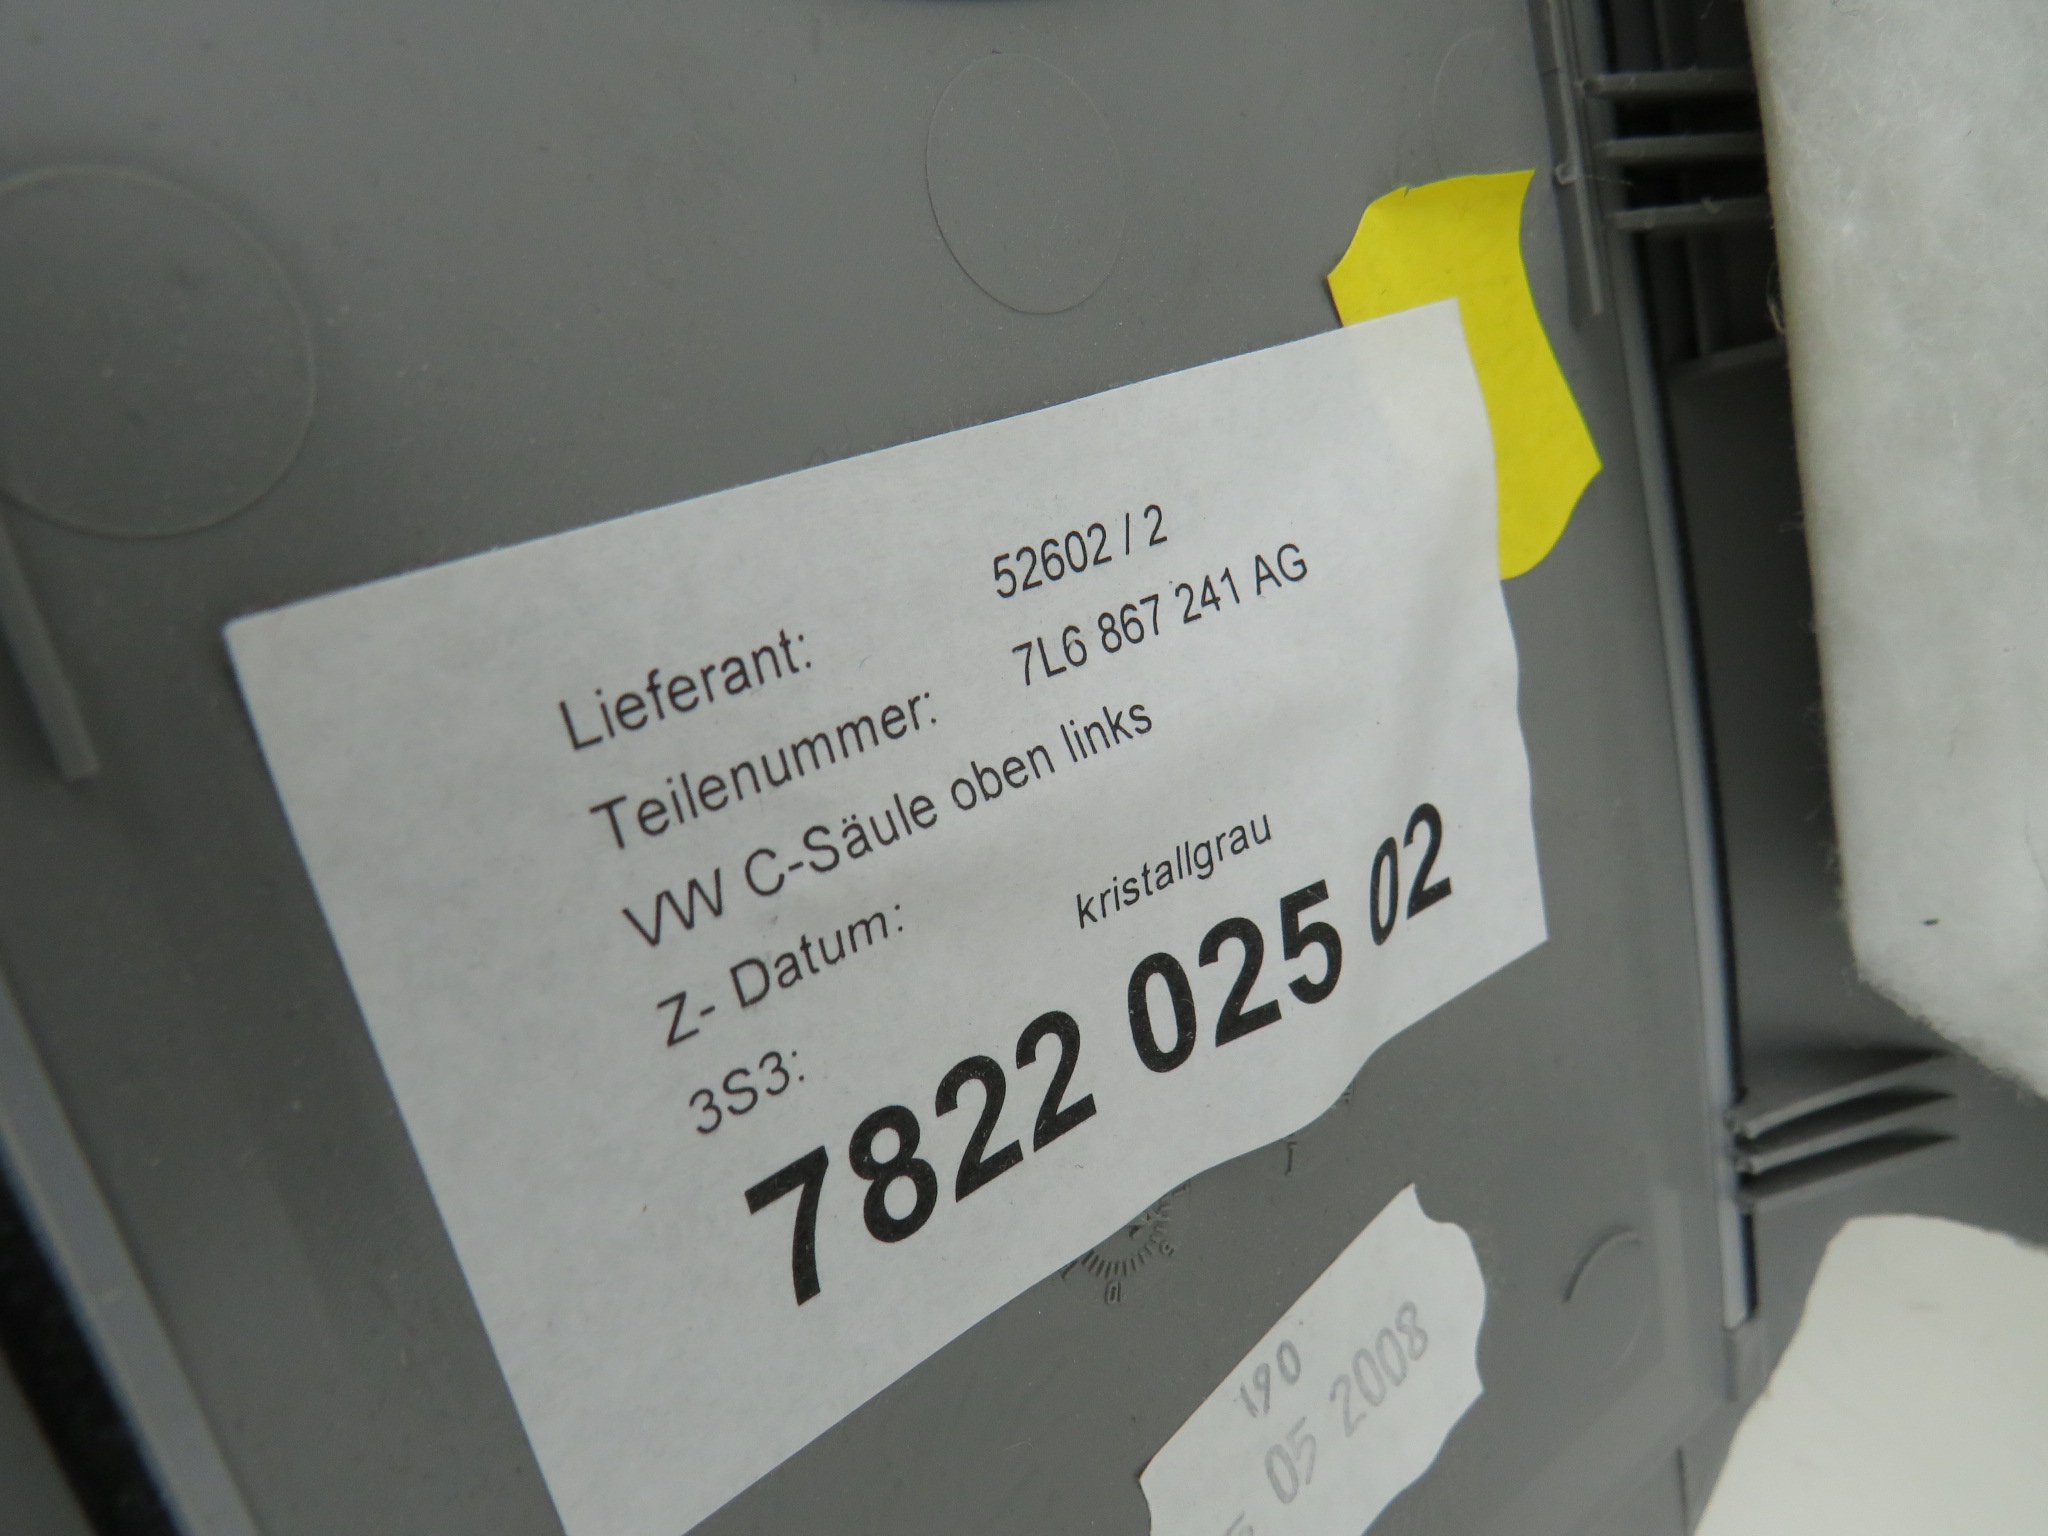 Lieferant: 52602 / 2
Teilenummer: 7L6 867 241 AG
VW C-Säule oben links
Z- Datum:
3S3: kristallgrau
7822 025 02
190
05 2008